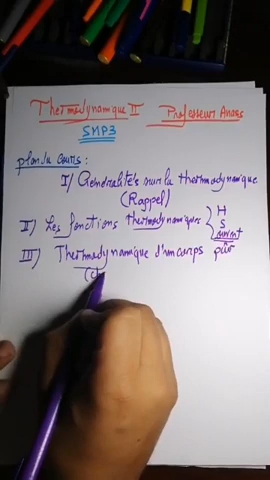 Thermodynamique II Professeur Anass
SMP3
plan du cours :
I) Généralités sur la thermodynamique
(Rappel)
II) Les fonctions thermodynamiques
H
S
III) Thermodynamique d'un corps pur